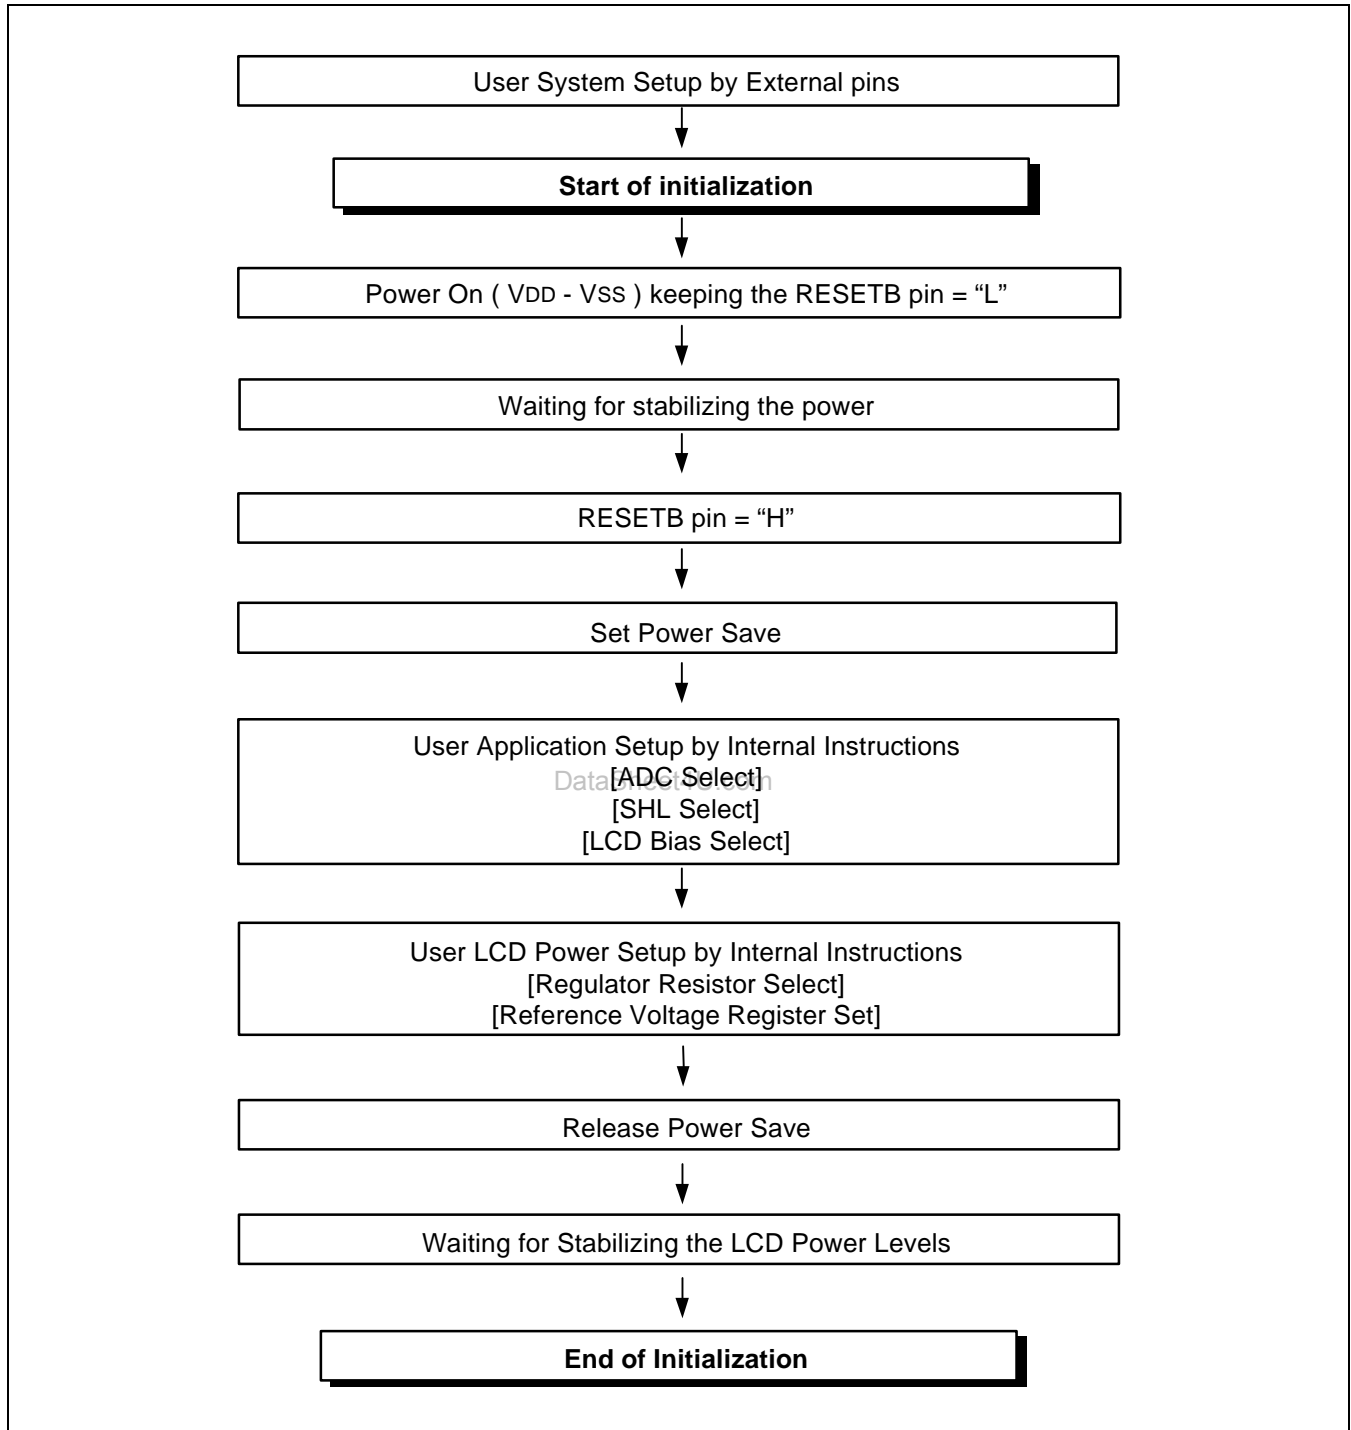 User System Setup by External pins
Start of initialization
Power On ( VDD - VSS ) keeping the RESETB pin = “L”
Waiting for stabilizing the power
RESETB pin = “H”
Set Power Save
User Application Setup by Internal Instructions
DataSheet4U.com
[ADC Select]
[SHL Select]
[LCD Bias Select]
User LCD Power Setup by Internal Instructions
[Regulator Resistor Select]
[Reference Voltage Register Set]
Release Power Save
Waiting for Stabilizing the LCD Power Levels
End of Initialization